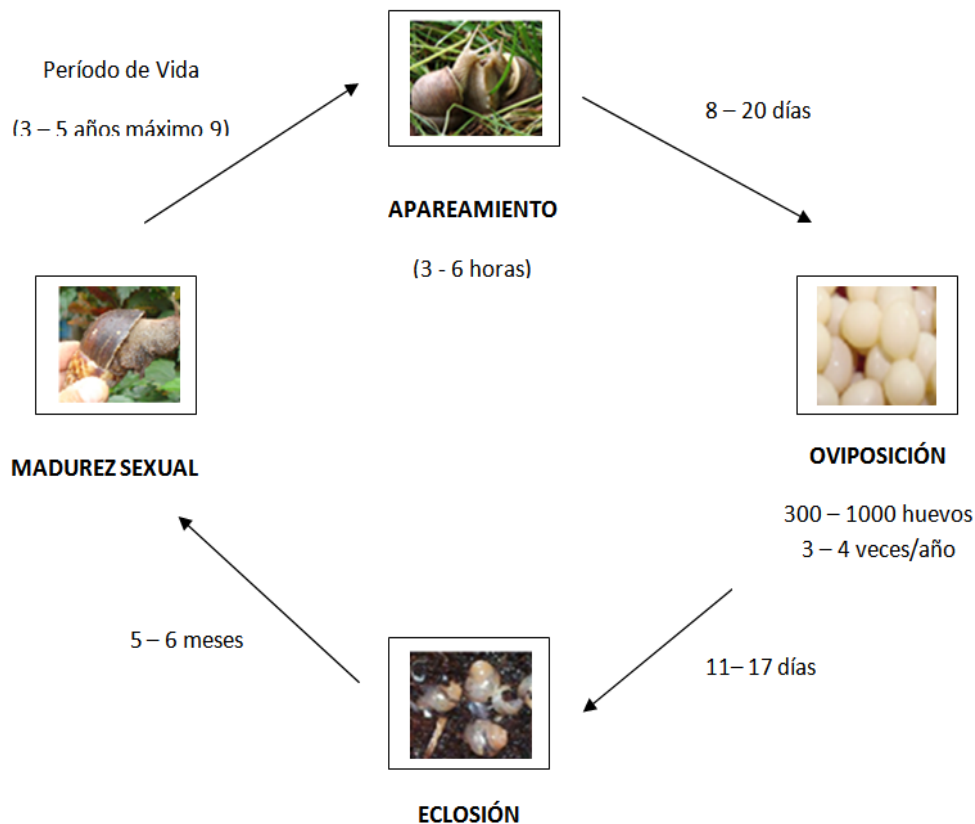 Período de Vida
(3 – 5 años máximo 9)
8 – 20 días
APAREAMIENTO
(3 - 6 horas)
MADUREZ SEXUAL
OVIPOSICIÓN
300 – 1000 huevos
3 – 4 veces/año
5 – 6 meses
11– 17 días
ECLOSIÓN